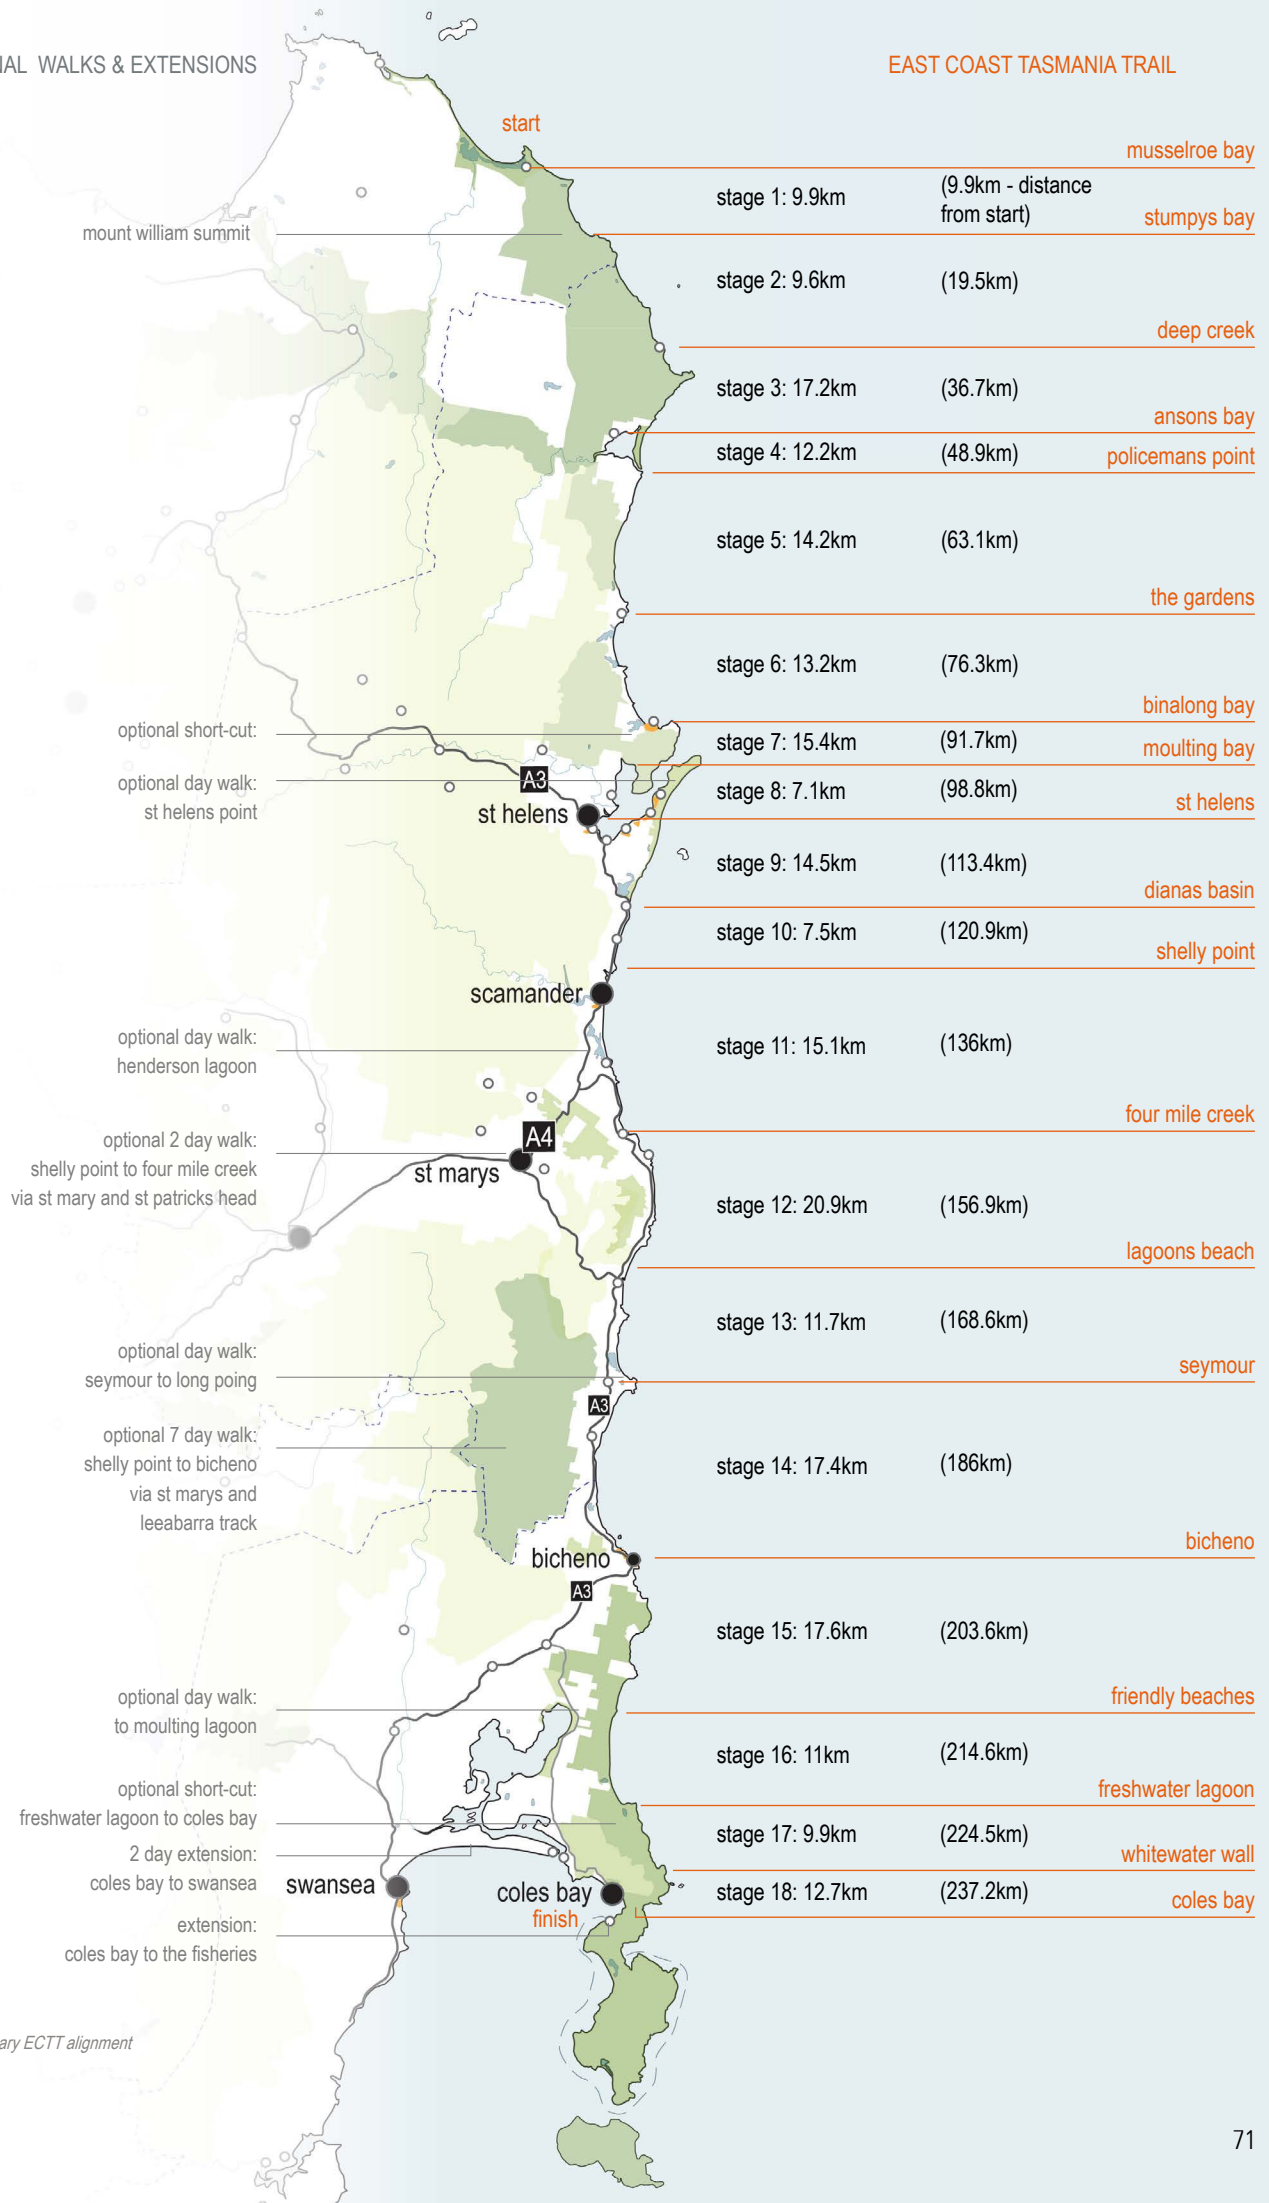 WALKS & EXTENSIONS
EAST COAST TASMANIA TRAIL
start
musselroe bay
stage 1: 9.9km
(9.9km - distance
from start)
stumpys bay
mount william summit
stage 2: 9.6km
(19.5km)
deep creek
stage 3: 17.2km
(36.7km)
ansons bay
stage 4: 12.2km
(48.9km)
policemans point
stage 5: 14.2km
(63.1km)
the gardens
stage 6: 13.2km
(76.3km)
binalong bay
optional short-cut:
stage 7: 15.4km
(91.7km)
moulting bay
optional day walk:
st helens point
A3
stage 8: 7.1km
(98.8km)
st helens
st helens
stage 9: 14.5km
(113.4km)
dianas basin
stage 10: 7.5km
(120.9km)
shelly point
scamander
optional day walk:
henderson lagoon
stage 11: 15.1km
(136km)
four mile creek
optional 2 day walk:
shelly point to four mile creek
via st mary and st patricks head
A4
st marys
stage 12: 20.9km
(156.9km)
lagoons beach
stage 13: 11.7km
(168.6km)
optional day walk:
seymour to long poing
seymour
A3
optional 7 day walk:
shelly point to bicheno
via st marys and
leeabarra track
stage 14: 17.4km
(186km)
bicheno
bicheno
A3
stage 15: 17.6km
(203.6km)
optional day walk:
to moulting lagoon
friendly beaches
stage 16: 11km
(214.6km)
optional short-cut:
freshwater lagoon to coles bay
freshwater lagoon
stage 17: 9.9km
(224.5km)
2 day extension:
coles bay to swansea
whitewater wall
swansea
coles bay
finish
stage 18: 12.7km
(237.2km)
coles bay
extension:
coles bay to the fisheries
ECTT alignment
71